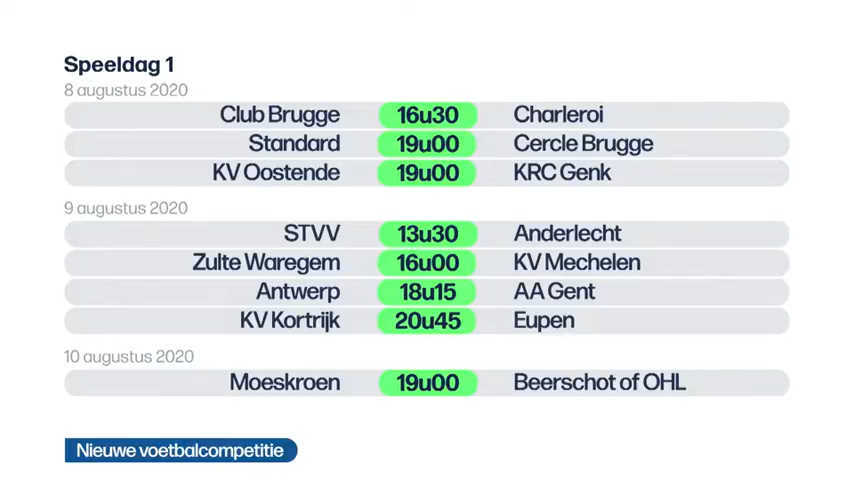 Speeldag 1
8 augustus 2020
Club Brugge 16u30 Charleroi
Standard 19u00 Cercle Brugge
KV Oostende 19u00 KRC Genk
9 augustus 2020
STVV 13u30 Anderlecht
Zulte Waregem 16u00 KV Mechelen
Antwerp 18u15 AA Gent
KV Kortrijk 20u45 Eupen
10 augustus 2020
Moeskroen 19u00 Beerschot of OHL
Nieuwe voetbalcompetitie